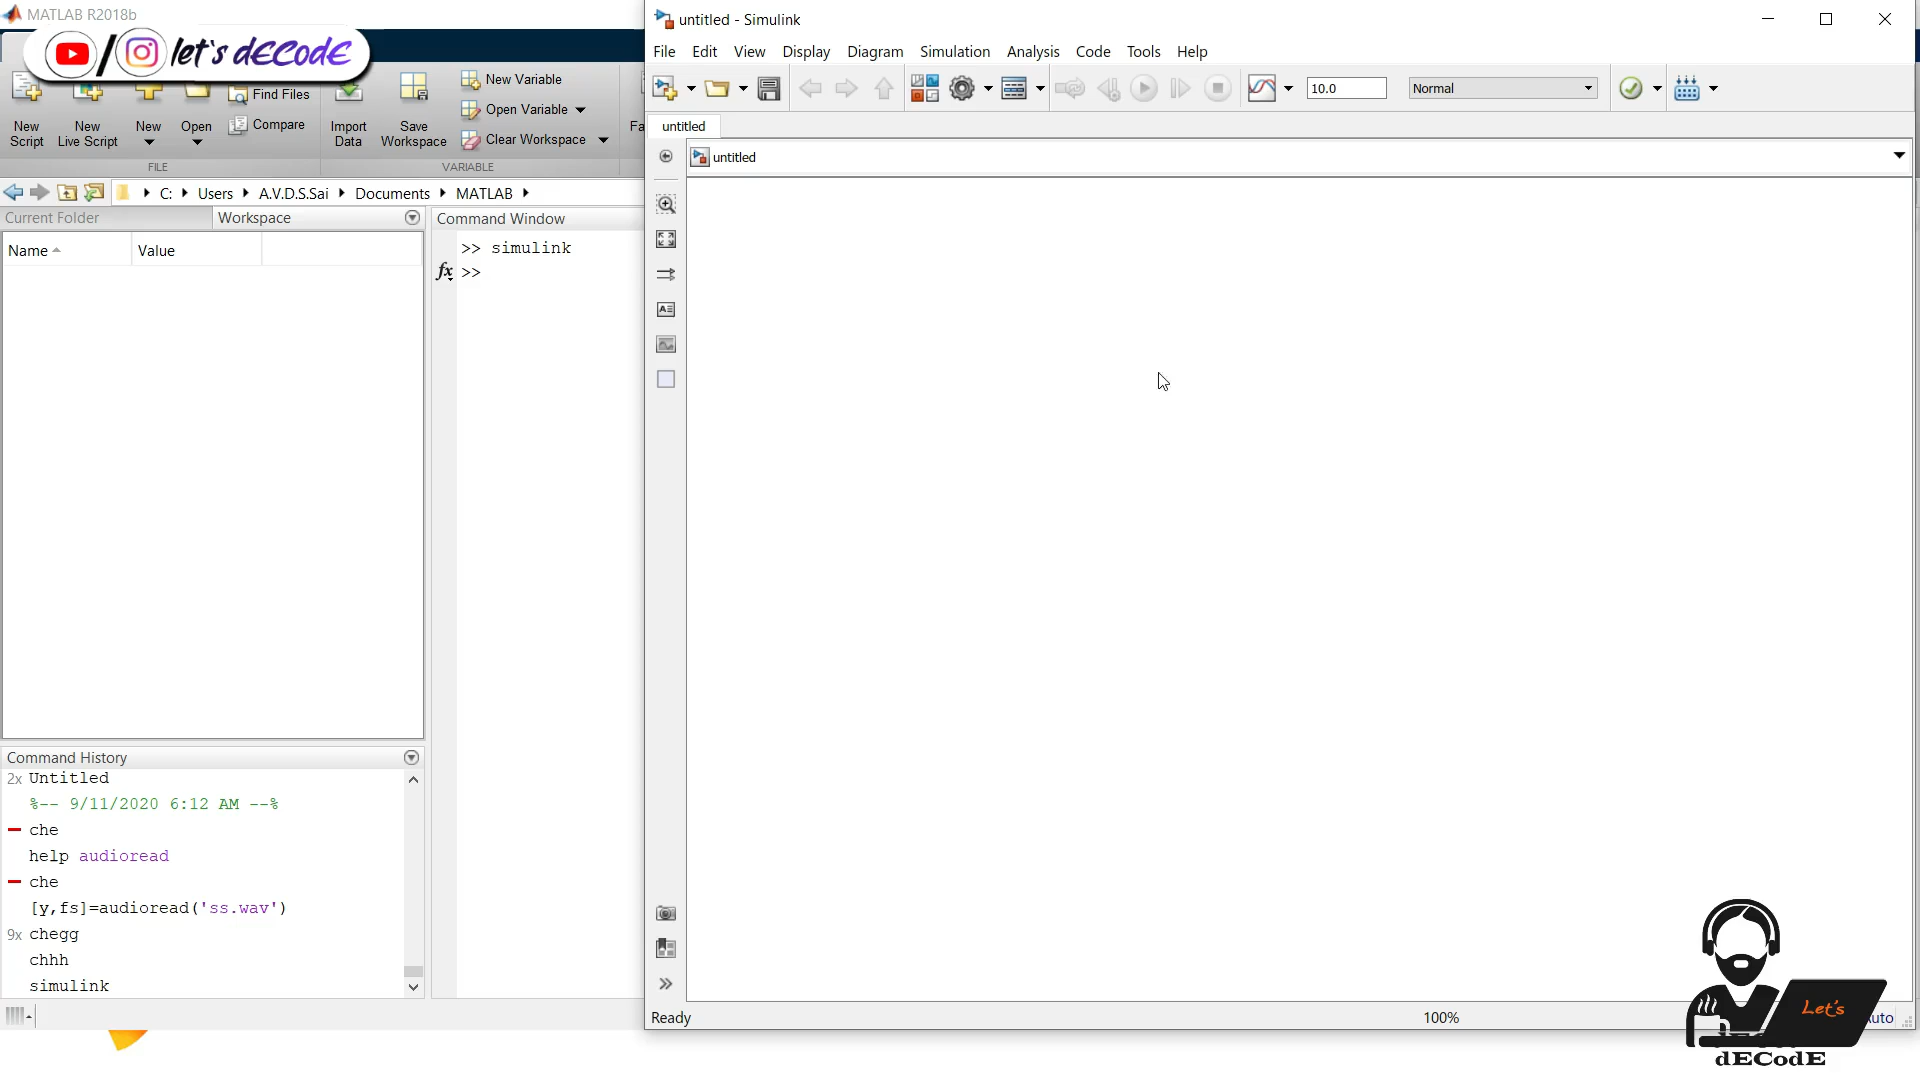 MATLAB R2018b
let's dECodE
New Script
New Live Script
New
Open
Find Files
Compare
Import Data
Save Workspace
New Variable
Open Variable
Clear Workspace
Fa
FILE
VARIABLE
C: Users A.V.D.S.Sai Documents MATLAB
Current Folder
Workspace
Name
Value
Command Window
>> simulink
fx >>
Command History
2x Untitled
%-- 9/11/2020 6:12 AM --%
che
help audioread
che
[y,fs]=audioread('ss.wav')
9x chegg
chhh
simulink
untitled - Simulink
File Edit View Display Diagram Simulation Analysis Code Tools Help
10.0
Normal
untitled
untitled
Ready
100%
uto
Let's
dECodE